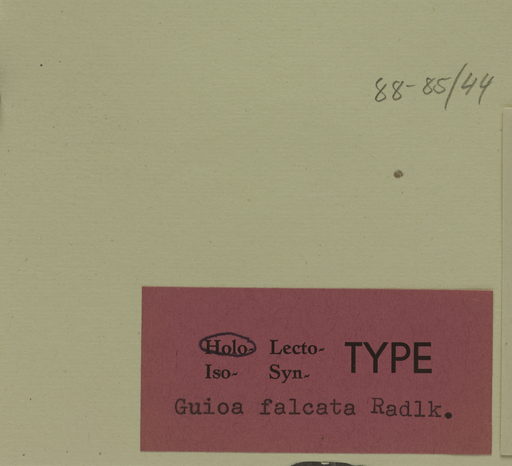 88-85/44
Holo- Lecto- TYPE
Iso- Syn-
Guioa falcata Radlk.